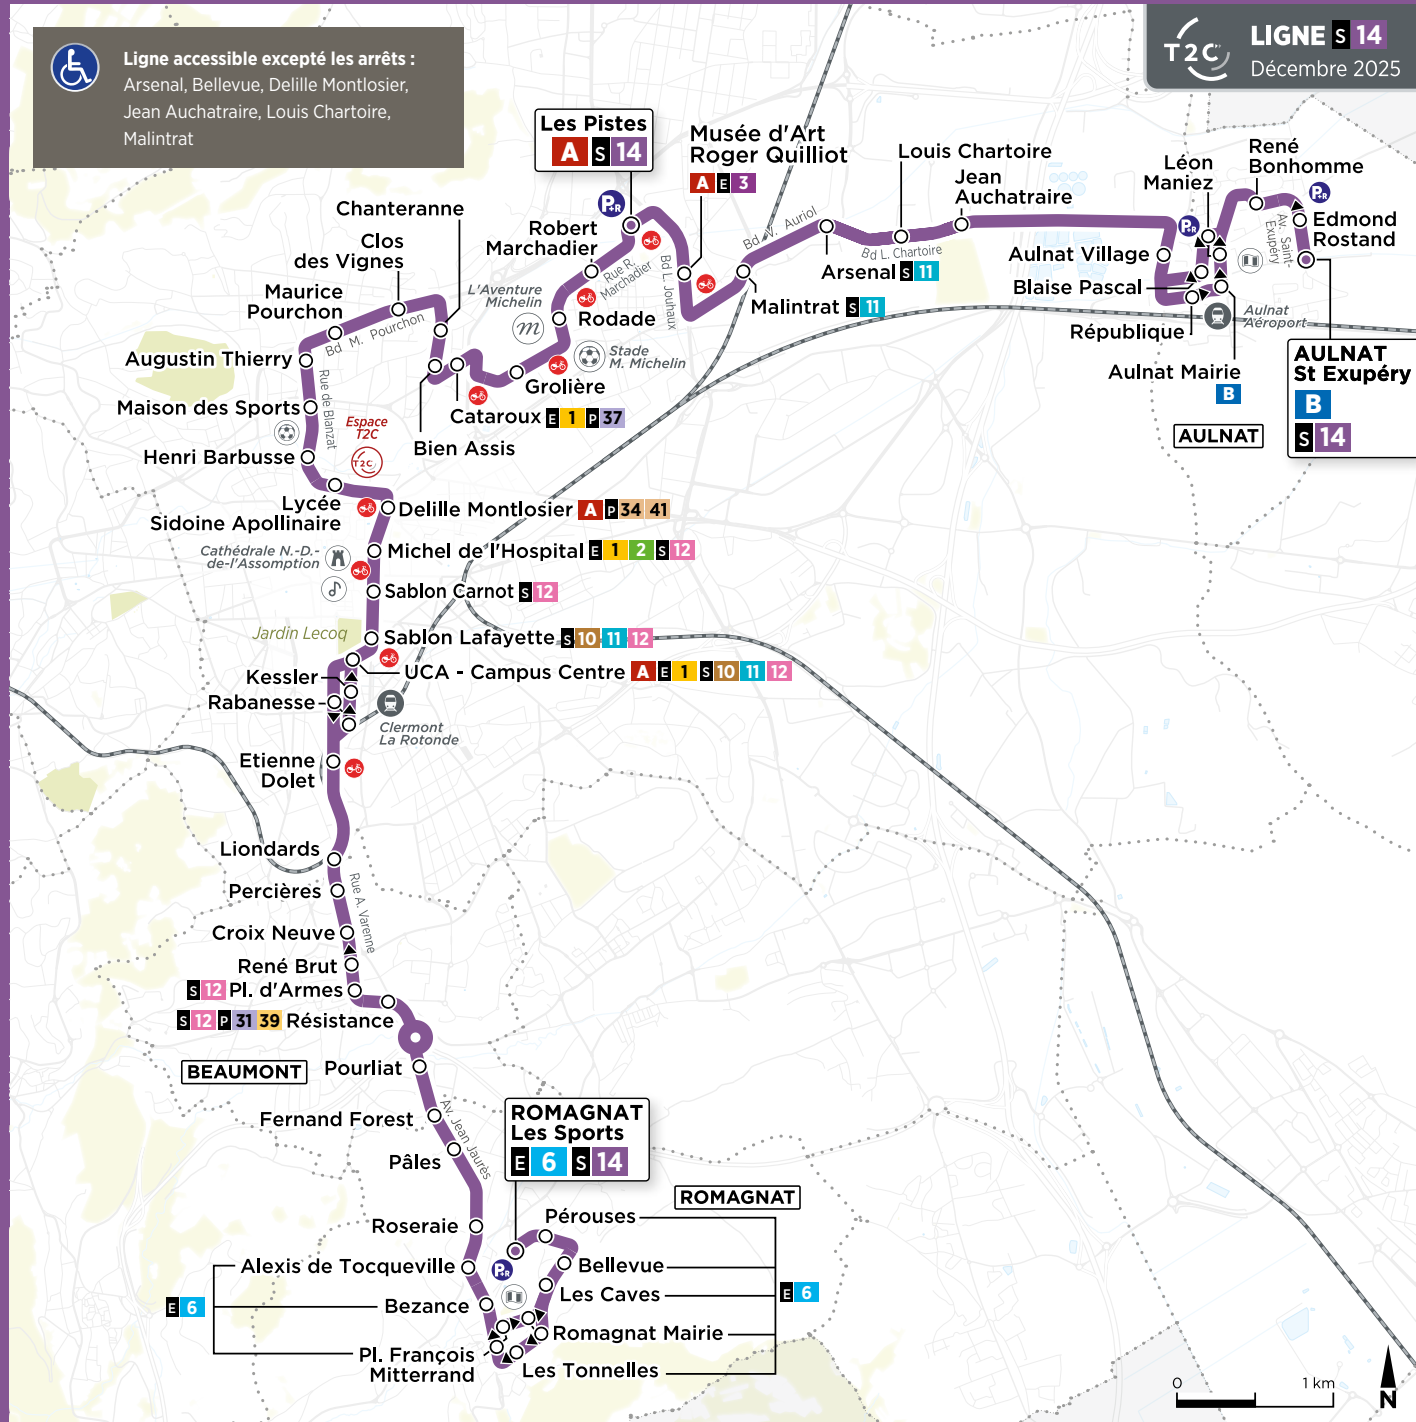 Ligne accessible excepté les arrêts :
Arsenal, Bellevue, Delille Montlosier,
Jean Auchatraire, Louis Chartoire,
Malintrat
T2C
LIGNE S 14
Décembre 2025
Les Pistes
A S 14
Musée d'Art
Roger Quilliot
A E 3
Louis Chartoire
Jean
Auchatraire
Léon
Maniez
René
Bonhomme
P+R
Edmond
Rostand
Av. Saint-
Exupéry
Chanteranne
Clos
des Vignes
Maurice
Pourchon
Bd M. Pourchon
Robert
Marchadier
P+R
Rue R.
Marchadier
Bd L. Jouhaux
Bd V. Auriol
Bd L. Chartoire
Arsenal S 11
Malintrat S 11
Aulnat Village
P+R
Blaise Pascal
République
Aulnat
Aéroport
Aulnat Mairie
B
AULNAT
AULNAT
St Exupéry
B
S 14
L'Aventure
Michelin
m
Rodade
Stade
M. Michelin
Grolière
Cataroux E 1 P 37
Bien Assis
Augustin Thierry
Rue de Blanzat
Maison des Sports
Espace
T2C
T2C
Henri Barbusse
Lycée
Sidoine Apollinaire
Delille Montlosier A P 34 41
Cathédrale N.-D.-
de-l'Assomption
Michel de l'Hospital E 1 2 S 12
Sablon Carnot S 12
Jardin Lecoq
Sablon Lafayette S 10 11 12
UCA - Campus Centre A E 1 S 10 11 12
Kessler
Rabanesse
Clermont
La Rotonde
Etienne
Dolet
Liondards
Percières
Rue A. Varenne
Croix Neuve
René Brut
S 12 Pl. d'Armes
S 12 P 31 39 Résistance
BEAUMONT
Pourliat
Fernand Forest
Av. Jean Jaurès
Pâles
ROMAGNAT
Les Sports
E 6 S 14
ROMAGNAT
Roseraie
Pérouses
Alexis de Tocqueville
P+R
Bellevue
E 6
Bezance
Les Caves
E 6
Romagnat Mairie
Pl. François
Mitterrand
Les Tonnelles
0 1 km
N